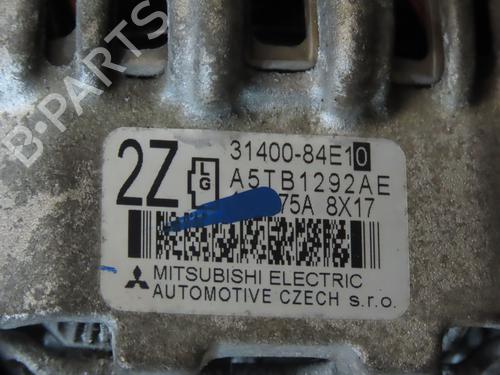 B-PARTS
2Z
L
G
31400-84E10
A5TB1292AE
75A 8X17
MITSUBISHI ELECTRIC
AUTOMOTIVE CZECH s.r.o.